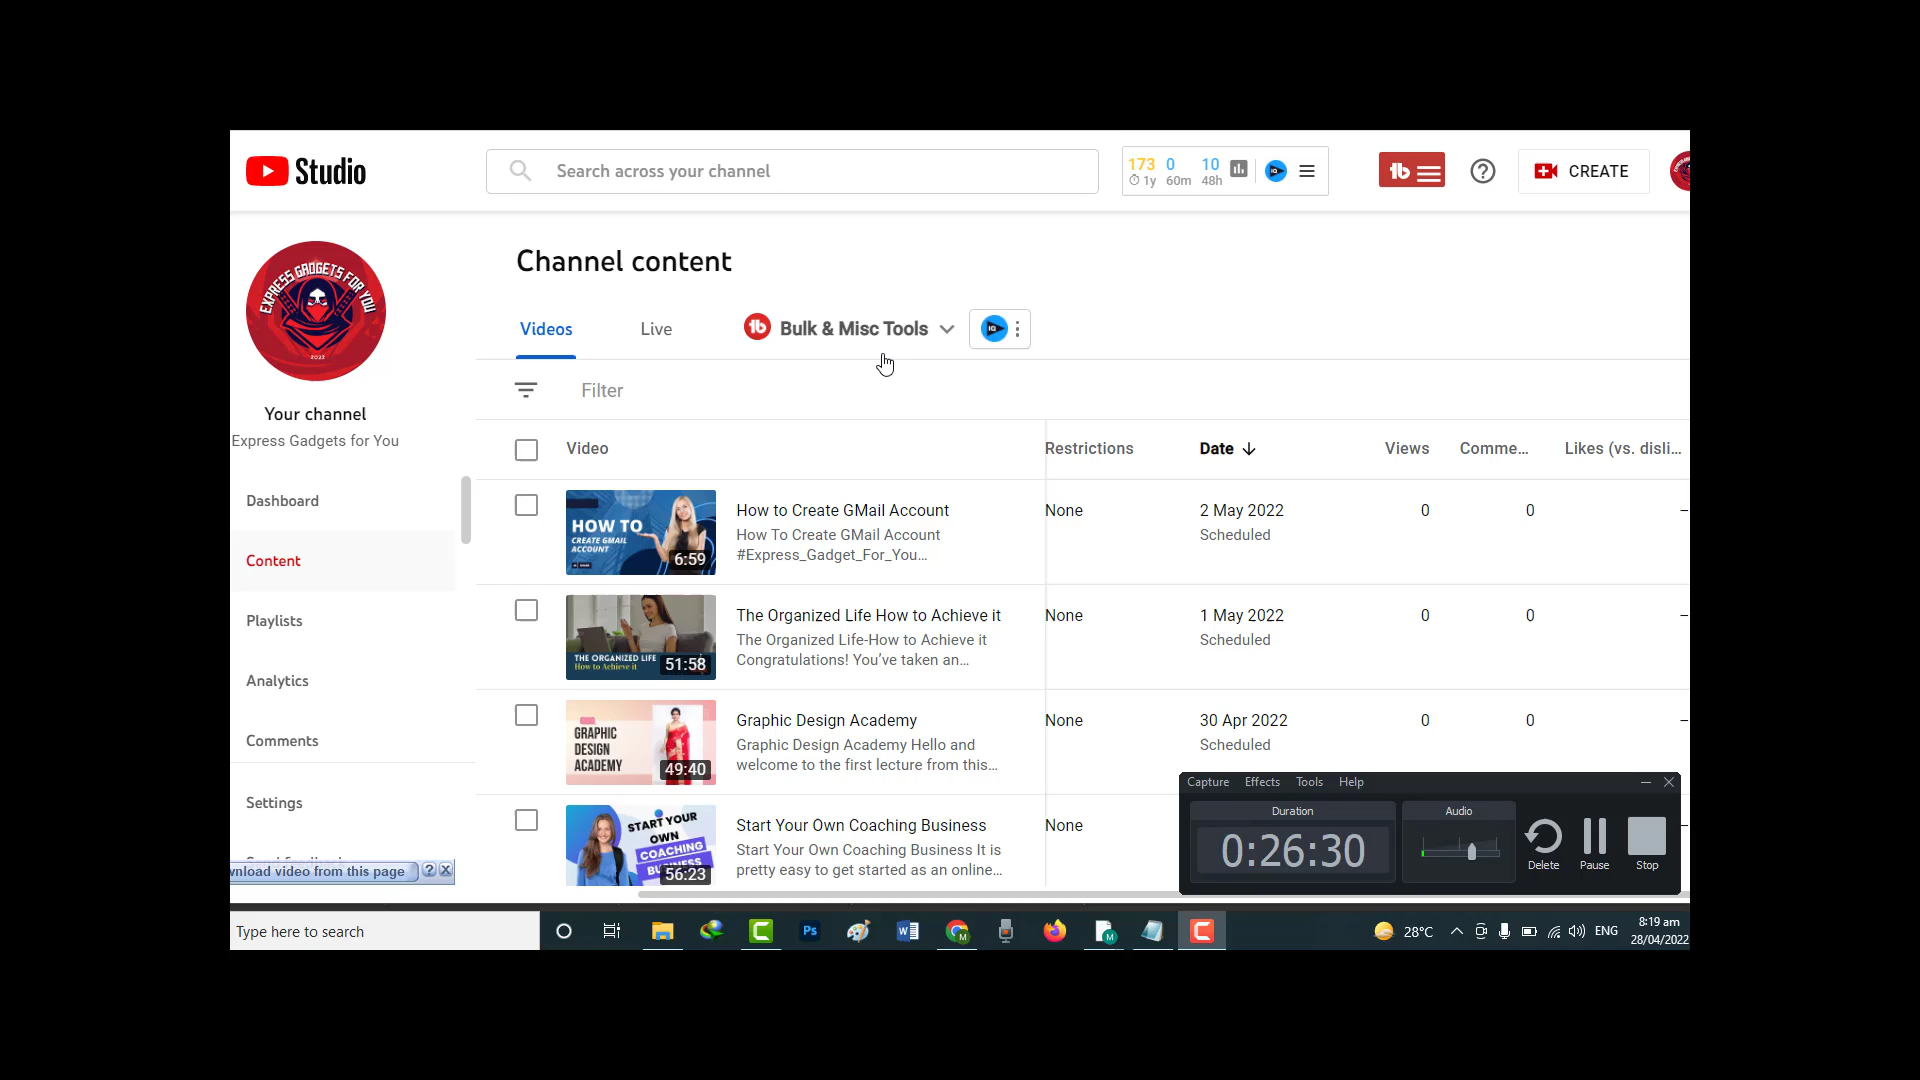 Studio
Search across your channel
173 0 10
1y 60m 48h
CREATE
EXPRESS GADGETS FOR YOU
2022
Your channel
Express Gadgets for You
Dashboard
Content
Playlists
Analytics
Comments
Settings
wnload video from this page ? X
Channel content
Videos
Live
Bulk & Misc Tools
Filter
Video
Restrictions
Date
Views
Comme...
Likes (vs. disli...
HOW TO
CREATE GMAIL
ACCOUNT
6:59
How to Create GMail Account
How To Create GMail Account
#Express_Gadget_For_You...
None
2 May 2022
Scheduled
0
0
–
THE ORGANIZED LIFE
How to Achieve it
51:58
The Organized Life How to Achieve it
The Organized Life-How to Achieve it
Congratulations! You've taken an...
None
1 May 2022
Scheduled
0
0
–
GRAPHIC
DESIGN
ACADEMY
49:40
Graphic Design Academy
Graphic Design Academy Hello and
welcome to the first lecture from this...
None
30 Apr 2022
Scheduled
0
0
–
START YOUR
OWN
COACHING
BUSINESS
56:23
Start Your Own Coaching Business
Start Your Own Coaching Business It is
pretty easy to get started as an online...
None
Capture Effects Tools Help
Duration
0:26:30
Audio
Delete
Pause
Stop
Type here to search
Ps
28°C
ENG
8:19 am
28/04/2022